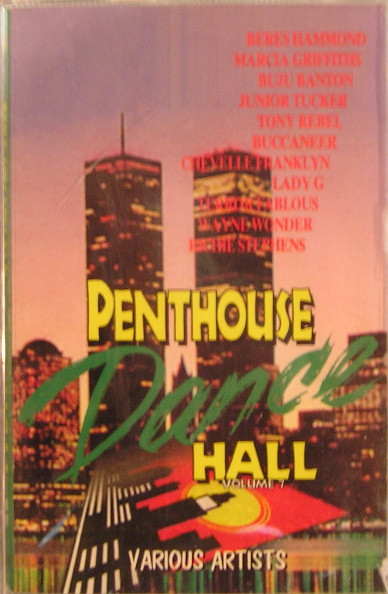 BERES HAMMOND
MARCIA GRIFFITHS
BUJU BANTON
JUNIOR TUCKER
TONY REBEL
BUCCANEER
CHEVELLE FRANKLYN
LADY G
FABLOUS
WAYNE WONDER
RICHIE STEPHENS
PENTHOUSE
Dance
HALL
VOLUME 7
VARIOUS ARTISTS